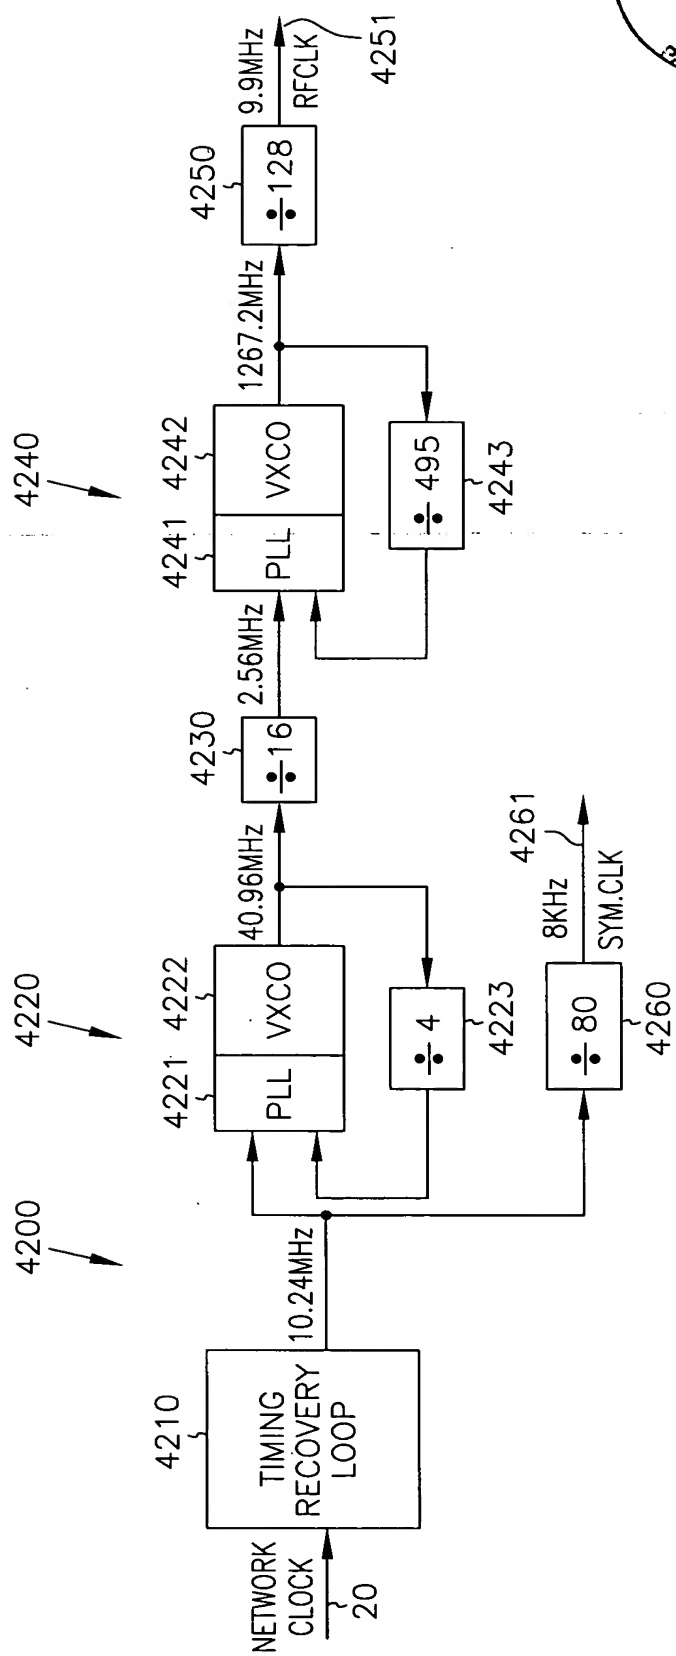 4200
4220
4240
NETWORK
CLOCK
20
4210
TIMING
RECOVERY
LOOP
10.24MHz
4221
4222
PLL
VXCO
÷ 4
4223
40.96MHz
÷ 80
4260
8KHz
SYM.CLK
4261
4230
÷16
2.56MHz
4241
4242
PLL
VXCO
÷ 495
4243
1267.2MHz
4250
÷128
9.9MHz
RFCLK
4251